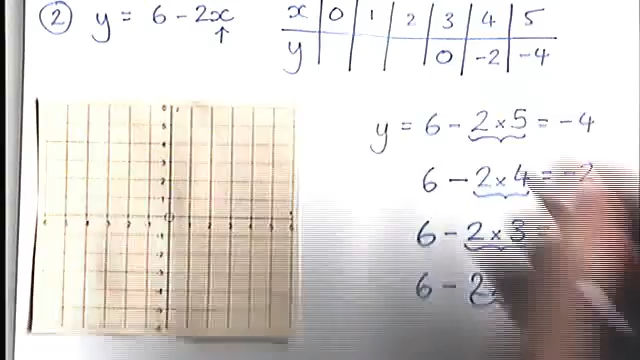 ② y = 6 - 2x
↑
x 0 1 2 3 4 5
y 0 -2 -4
y = 6 - 2 × 5 = -4
6 - 2 × 4 = -2
6 - 2 × 3 =
6 - 2